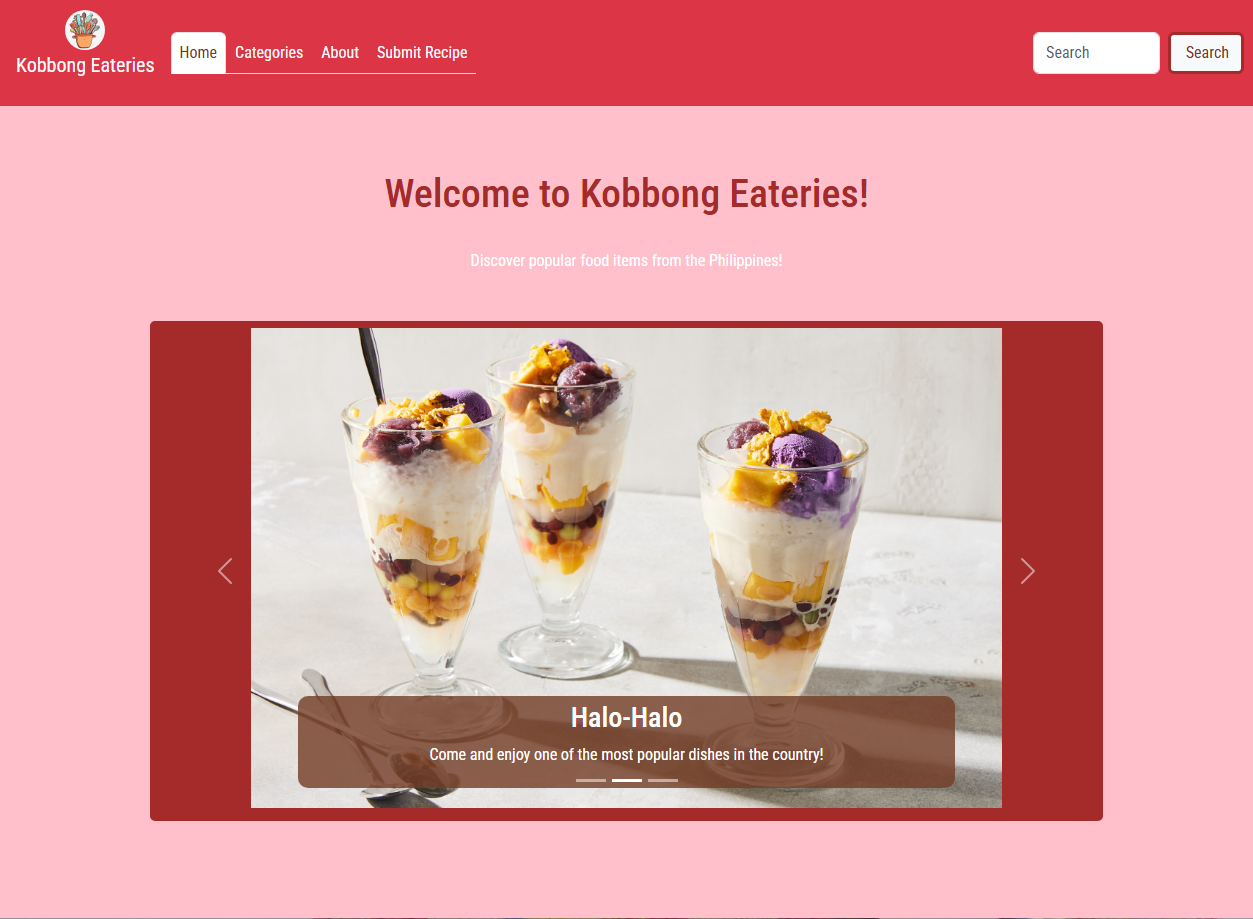 Kobbong Eateries
Home Categories About Submit Recipe
Search Search
Welcome to Kobbong Eateries!
Discover popular food items from the Philippines!
Halo-Halo
Come and enjoy one of the most popular dishes in the country!